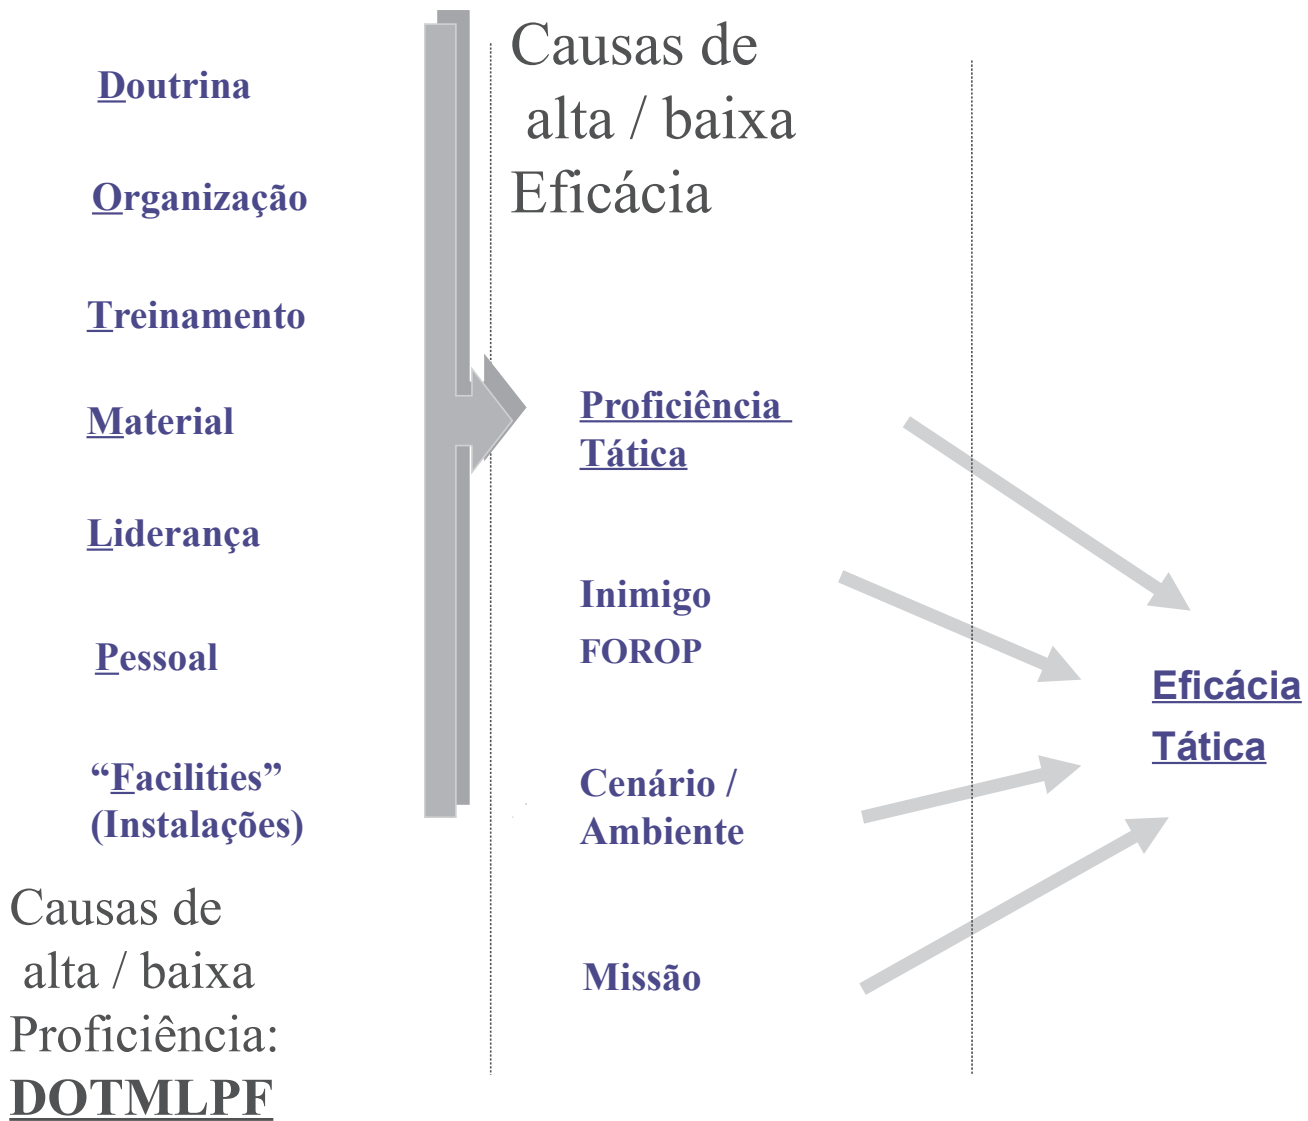 Doutrina
Organização
Treinamento
Material
Liderança
Pessoal
“Facilities”
(Instalações)
Causas de
alta / baixa
Proficiência:
DOTMLPF
Causas de
alta / baixa
Eficácia
Proficiência
Tática
Inimigo
FOROP
Cenário /
Ambiente
Missão
Eficácia
Tática